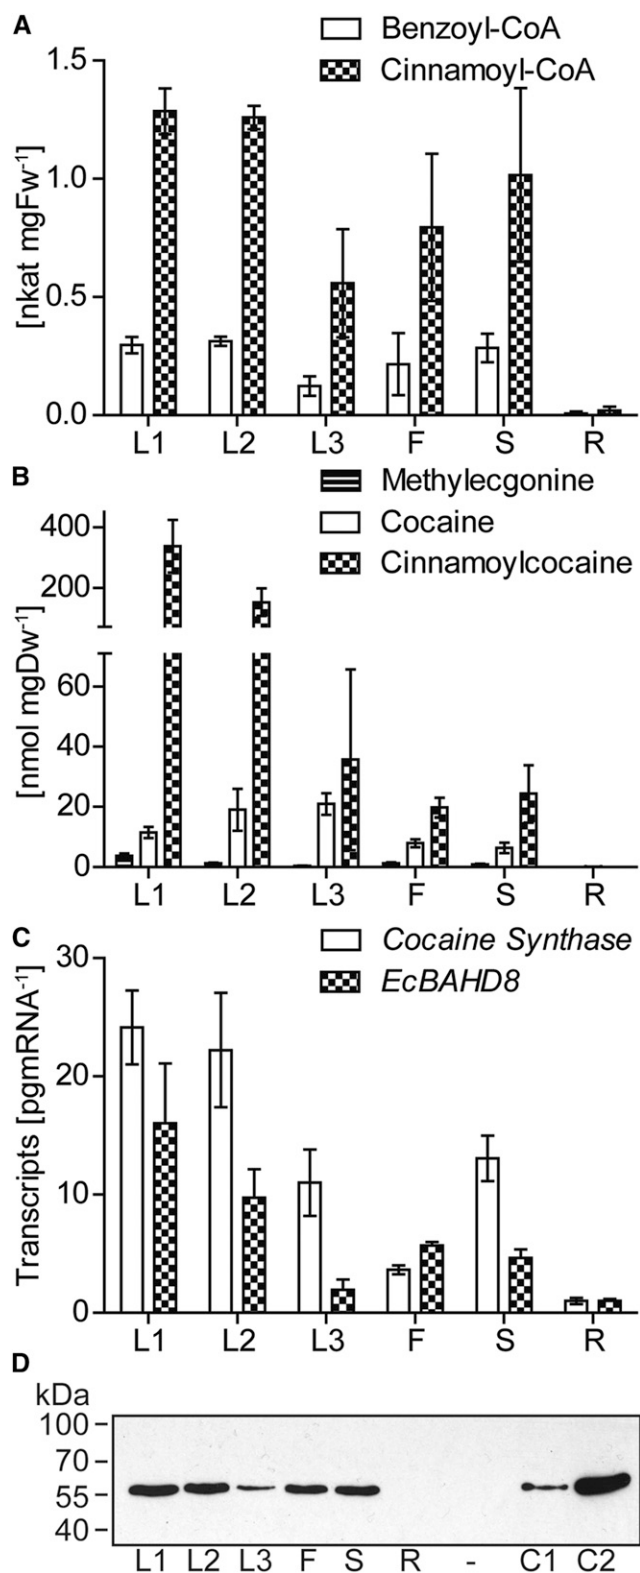 A
Benzoyl-CoA
Cinnamoyl-CoA
[nkat mgFw⁻¹]
1.5
1.0
0.5
0.0
L1 L2 L3 F S R
B
Methylecgonine
Cocaine
Cinnamoylcocaine
[nmol mgDw⁻¹]
400
200
60
40
20
0
L1 L2 L3 F S R
C
Cocaine Synthase
EcBAHD8
Transcripts [pgmRNA⁻¹]
30
20
10
0
L1 L2 L3 F S R
D
kDa
100
70
55
40
L1 L2 L3 F S R - C1 C2